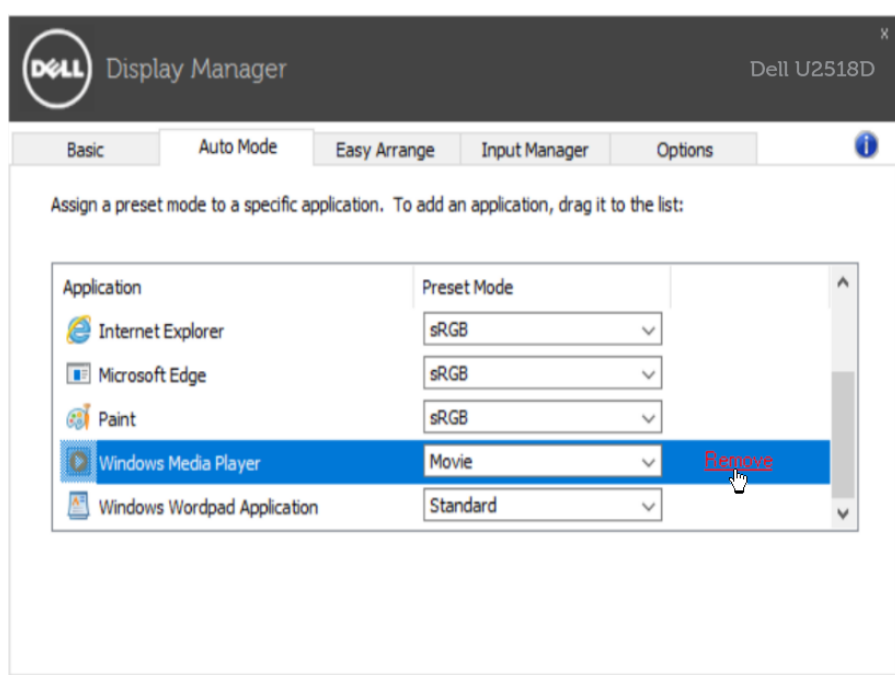 DELL Display Manager
X
Dell U2518D
Basic Auto Mode Easy Arrange Input Manager Options
Assign a preset mode to a specific application. To add an application, drag it to the list:
Application Preset Mode
Internet Explorer sRGB
Microsoft Edge sRGB
Paint sRGB
Windows Media Player Movie Remove
Windows Wordpad Application Standard